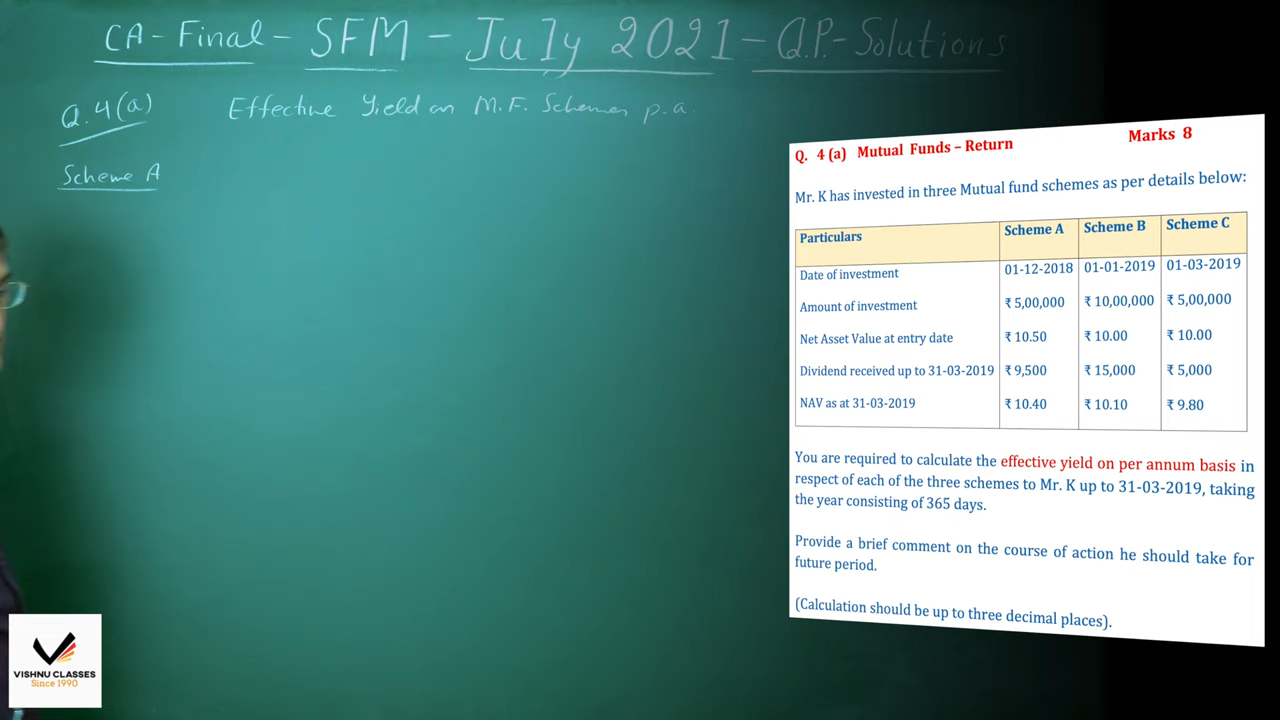 CA-Final - SFM - July 2021 - Q.P.- Solutions
Q.4(a) Effective Yield on M.F. Schemes p.a.
Scheme A
Q. 4 (a) Mutual Funds – Return Marks 8
Mr. K has invested in three Mutual fund schemes as per details below:
Particulars Scheme A Scheme B Scheme C
Date of investment 01-12-2018 01-01-2019 01-03-2019
Amount of investment ₹ 5,00,000 ₹ 10,00,000 ₹ 5,00,000
Net Asset Value at entry date ₹ 10.50 ₹ 10.00 ₹ 10.00
Dividend received up to 31-03-2019 ₹ 9,500 ₹ 15,000 ₹ 5,000
NAV as at 31-03-2019 ₹ 10.40 ₹ 10.10 ₹ 9.80
You are required to calculate the effective yield on per annum basis in
respect of each of the three schemes to Mr. K up to 31-03-2019, taking
the year consisting of 365 days.
Provide a brief comment on the course of action he should take for
future period.
(Calculation should be up to three decimal places).
VISHNU CLASSES
Since 1990